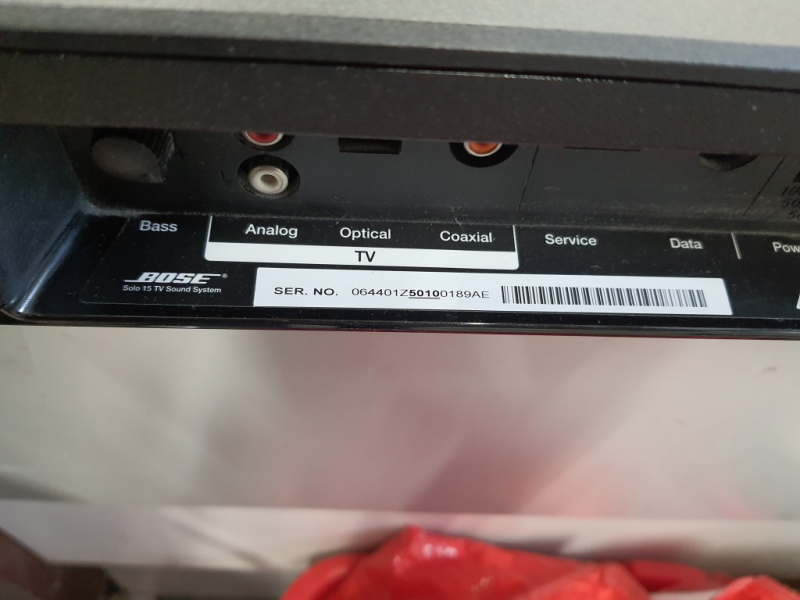 L
Bass
Analog
Optical
Coaxial
TV
Service
Data
BOSE®
Solo 15 TV Sound System
SER. NO. 064401Z50100189AE